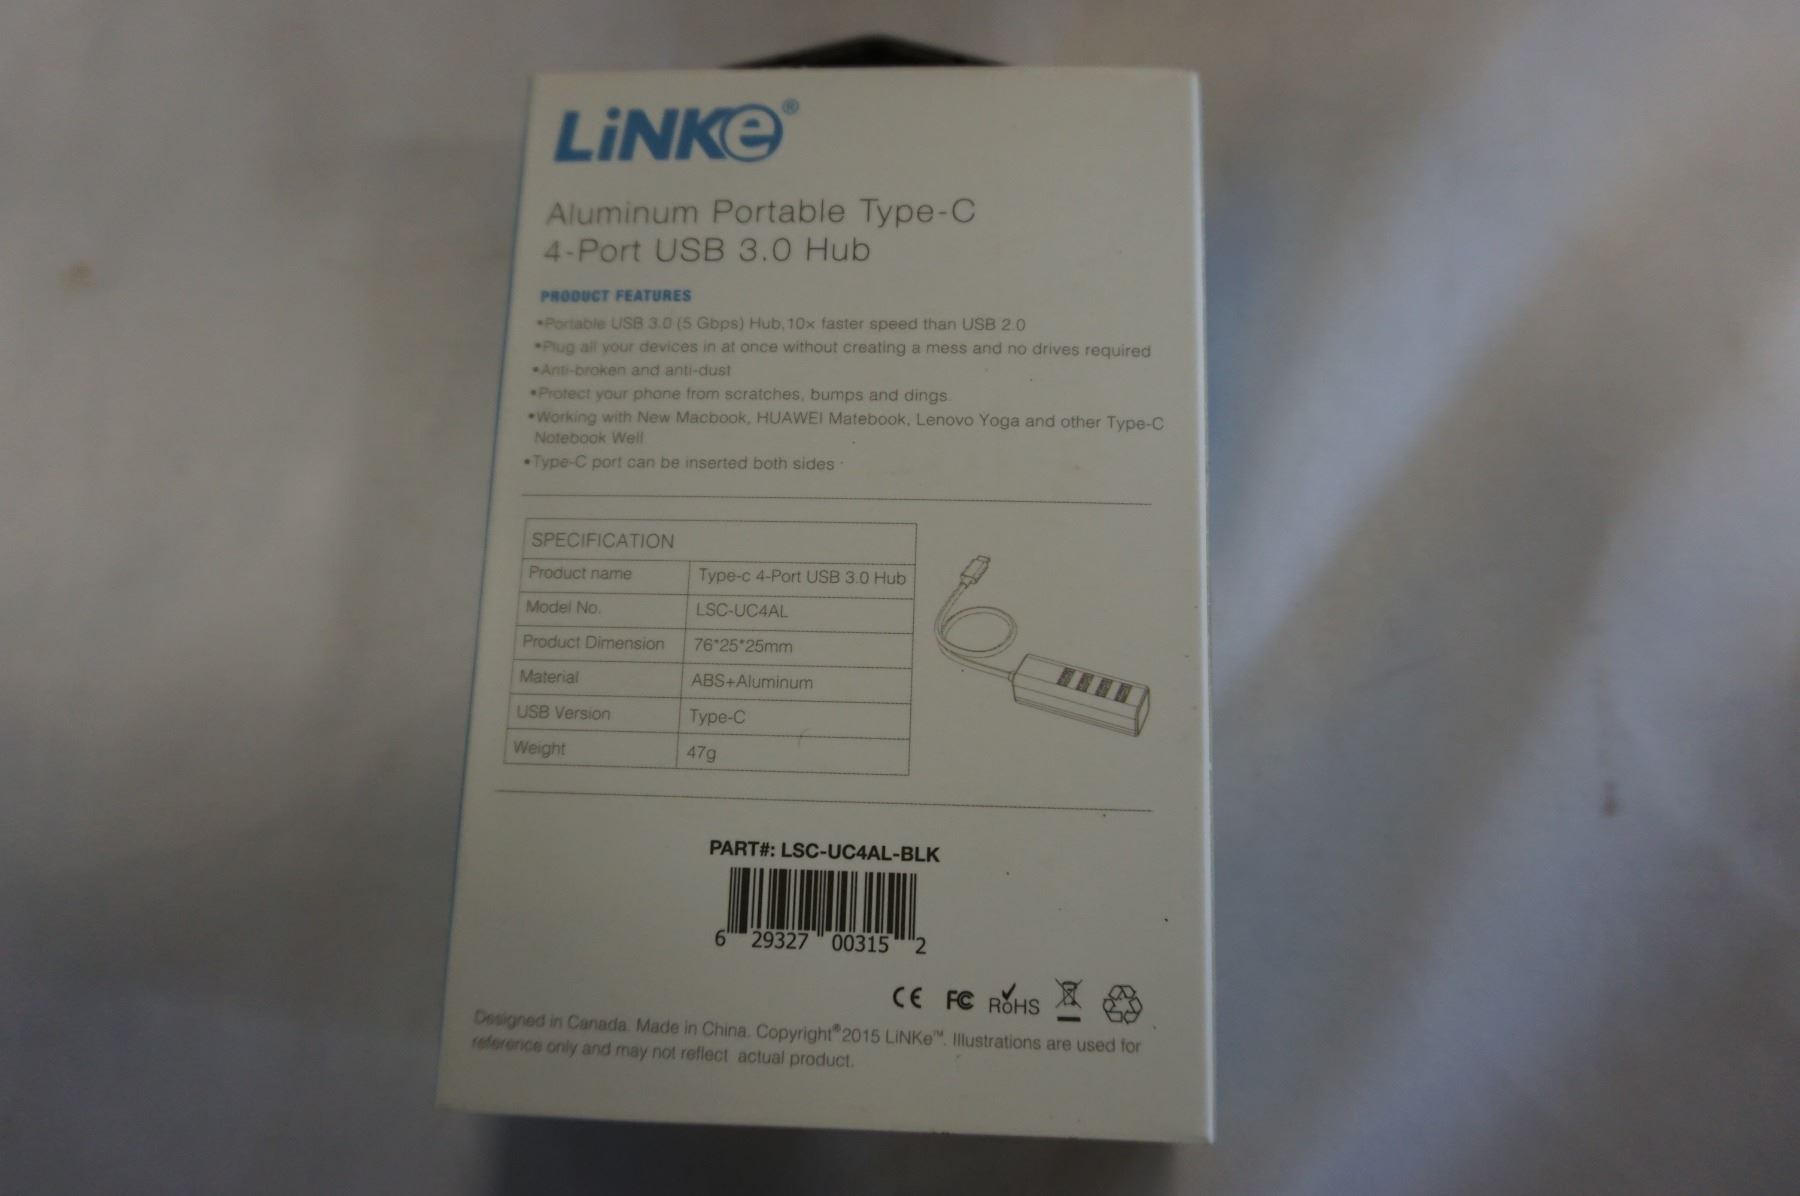 LiNKe®
Aluminum Portable Type-C
4-Port USB 3.0 Hub
PRODUCT FEATURES
•Portable USB 3.0 (5 Gbps) Hub,10x faster speed than USB 2.0
•Plug all your devices in at once without creating a mess and no drives required
•Anti-broken and anti-dust
•Protect your phone from scratches, bumps and dings.
•Working with New Macbook, HUAWEI Matebook, Lenovo Yoga and other Type-C
Notebook Well
•Type-C port can be inserted both sides
SPECIFICATION
Product name Type-c 4-Port USB 3.0 Hub
Model No. LSC-UC4AL
Product Dimension 76*25*25mm
Material ABS+Aluminum
USB Version Type-C
Weight 47g
PART#: LSC-UC4AL-BLK
6 29327 00315 2
CE FC RoHS
Designed in Canada. Made in China. Copyright®2015 LiNKe™. Illustrations are used for
reference only and may not reflect actual product.